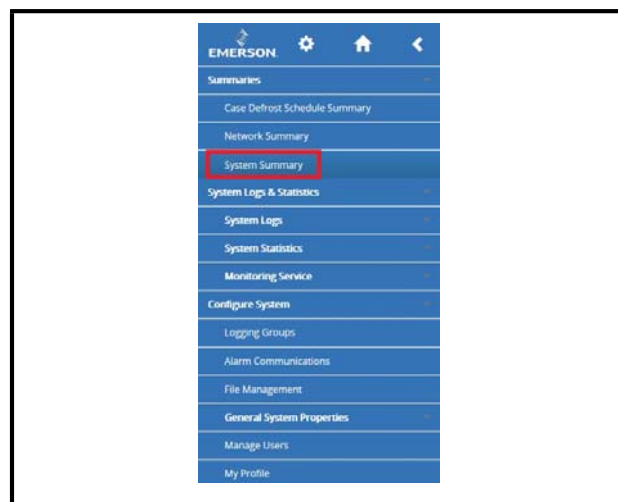 EMERSON
Summaries
Case Defrost Schedule Summary
Network Summary
System Summary
System Logs & Statistics
System Logs
System Statistics
Monitoring Service
Configure System
Logging Groups
Alarm Communications
File Management
General System Properties
Manage Users
My Profile